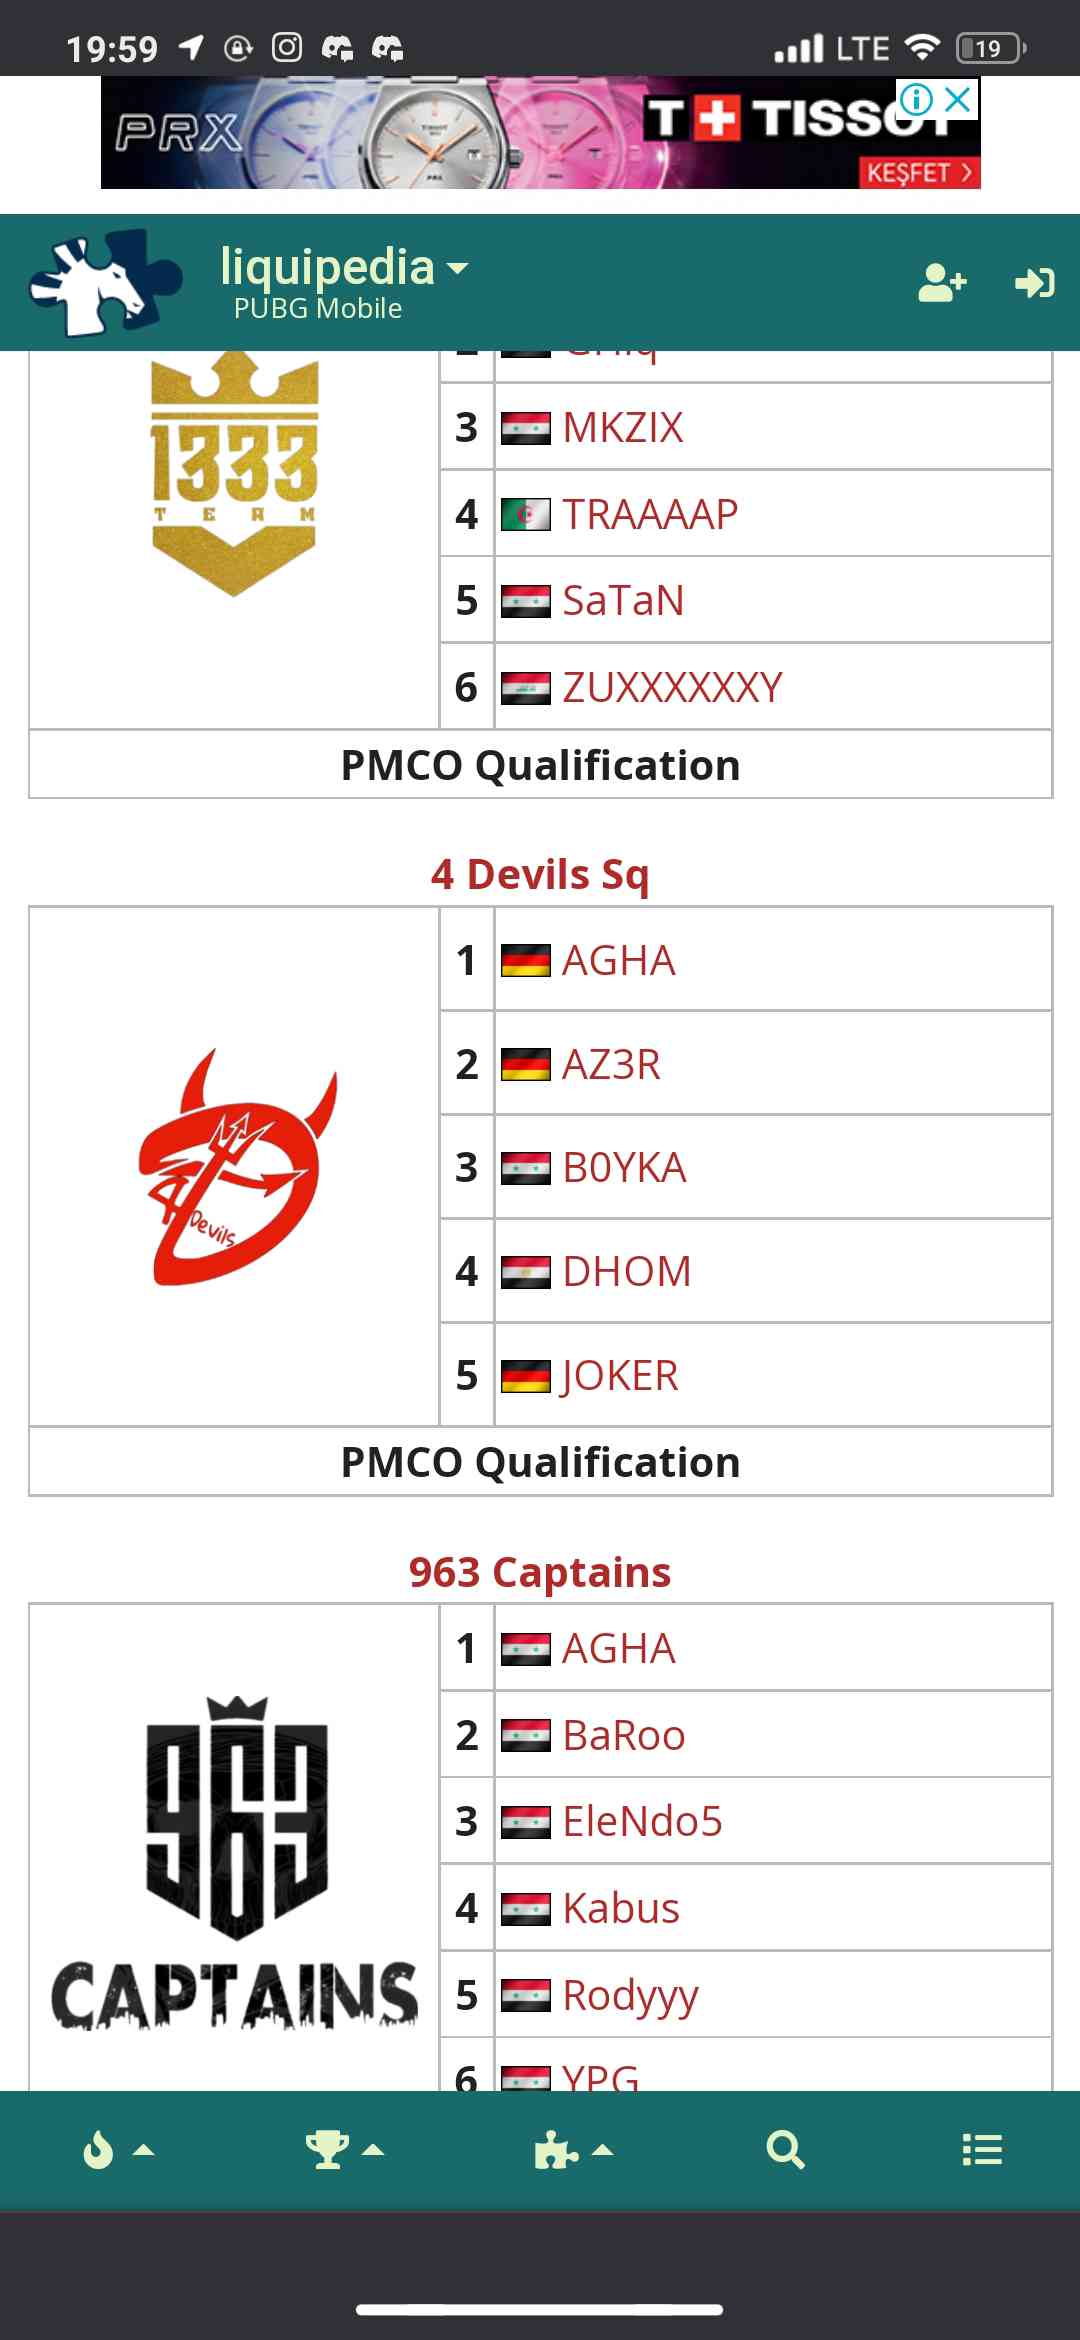 19:59
LTE
19
PRX
T+TISSOT
KEŞFET >
liquipedia
PUBG Mobile
1333
TEAM
3 MKZIX
4 TRAAAAP
5 SaTaN
6 ZUXXXXXXY
PMCO Qualification
4 Devils Sq
4
Devils
1 AGHA
2 AZ3R
3 B0YKA
4 DHOM
5 JOKER
PMCO Qualification
963 Captains
963
CAPTAINS
1 AGHA
2 BaRoo
3 EleNdo5
4 Kabus
5 Rodyyy
6 YPG